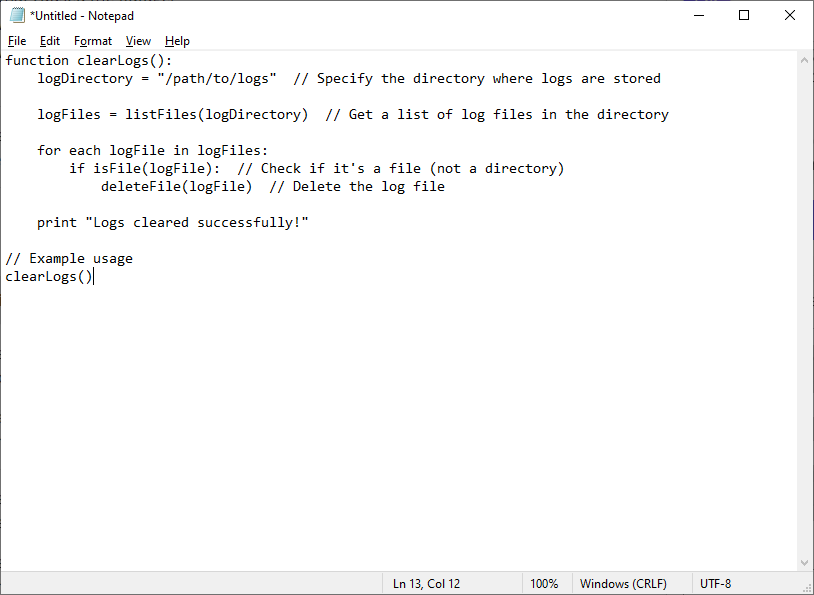 *Untitled - Notepad
File Edit Format View Help
function clearLogs():
    logDirectory = "/path/to/logs"  // Specify the directory where logs are stored

    logFiles = listFiles(logDirectory)  // Get a list of log files in the directory

    for each logFile in logFiles:
        if isFile(logFile):  // Check if it's a file (not a directory)
            deleteFile(logFile)  // Delete the log file

    print "Logs cleared successfully!"

// Example usage
clearLogs()
Ln 13, Col 12 100% Windows (CRLF) UTF-8